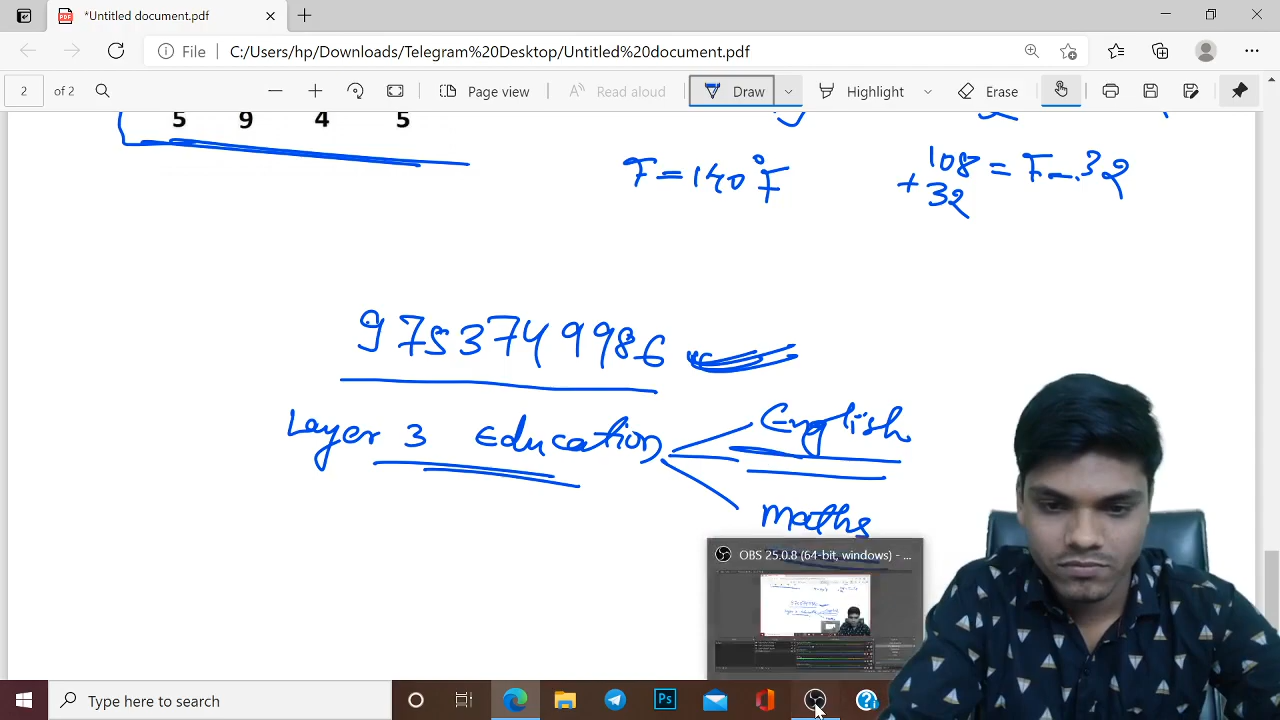 *Untitled document.pdf
File C:/Users/hp/Downloads/Telegram%20Desktop/Untitled%20document.pdf
2 of 2 Page view Read aloud Draw Highlight Erase
5 9 4 5
F = 140°F
108 = F - 32
+ 32
9753749986
Layer 3 Education
English
maths
OBS 25.0.8 (64-bit, windows) - ...
Type here to search
Ps